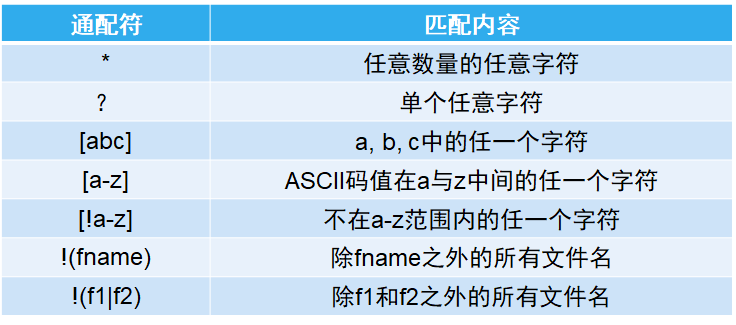 通配符 匹配内容
* 任意数量的任意字符
? 单个任意字符
[abc] a, b, c中的任一个字符
[a-z] ASCII码值在a与z中间的任一个字符
[!a-z] 不在a-z范围内的任一个字符
!(fname) 除fname之外的所有文件名
!(f1|f2) 除f1和f2之外的所有文件名